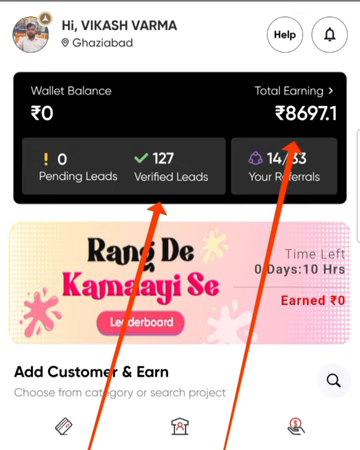 Hi, VIKASH VARMA
Ghaziabad
Help
Wallet Balance
Total Earning >
₹0
₹8697.1
! 0
127
14/33
Pending Leads
Verified Leads
Your Referrals
Rang De
Kamaayi Se
Leaderboard
Time Left
0 Days:10 Hrs
Earned ₹0
Add Customer & Earn
Choose from category or search project